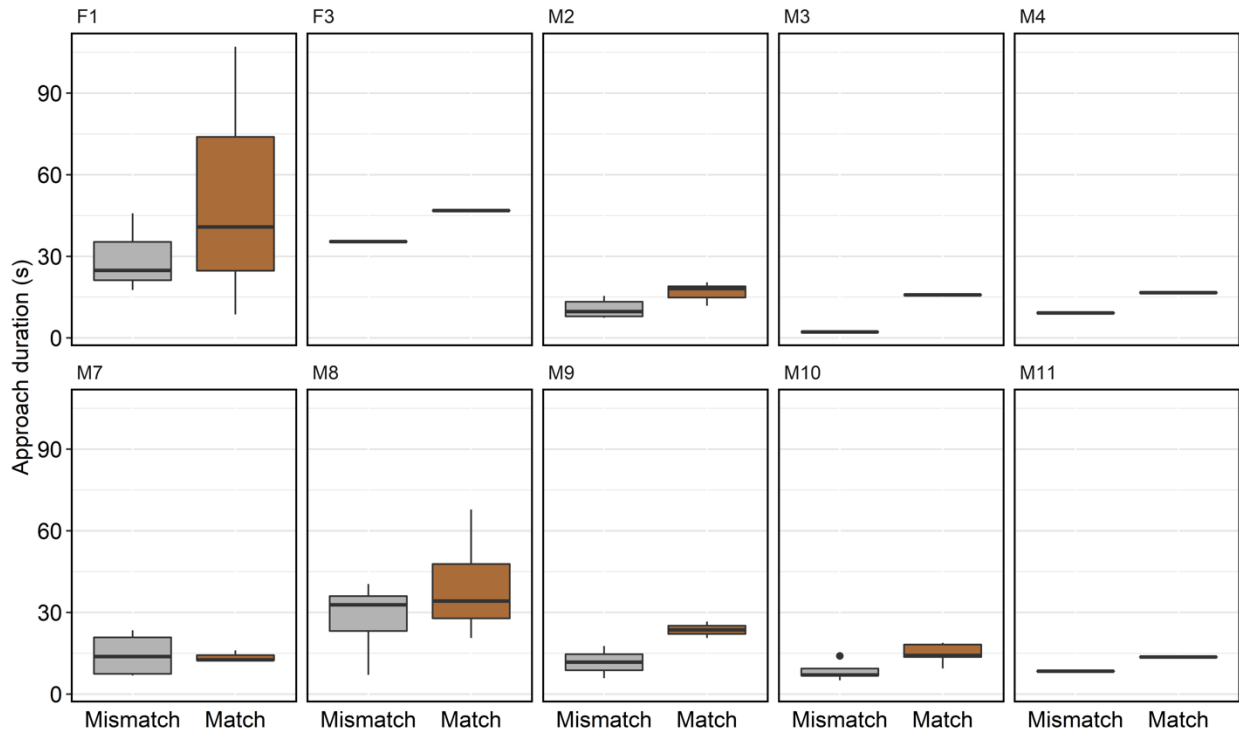 F1 F3 M2 M3 M4
90
60
30
0
Approach duration (s)
M7 M8 M9 M10 M11
90
60
30
0
Mismatch Match Mismatch Match Mismatch Match Mismatch Match Mismatch Match